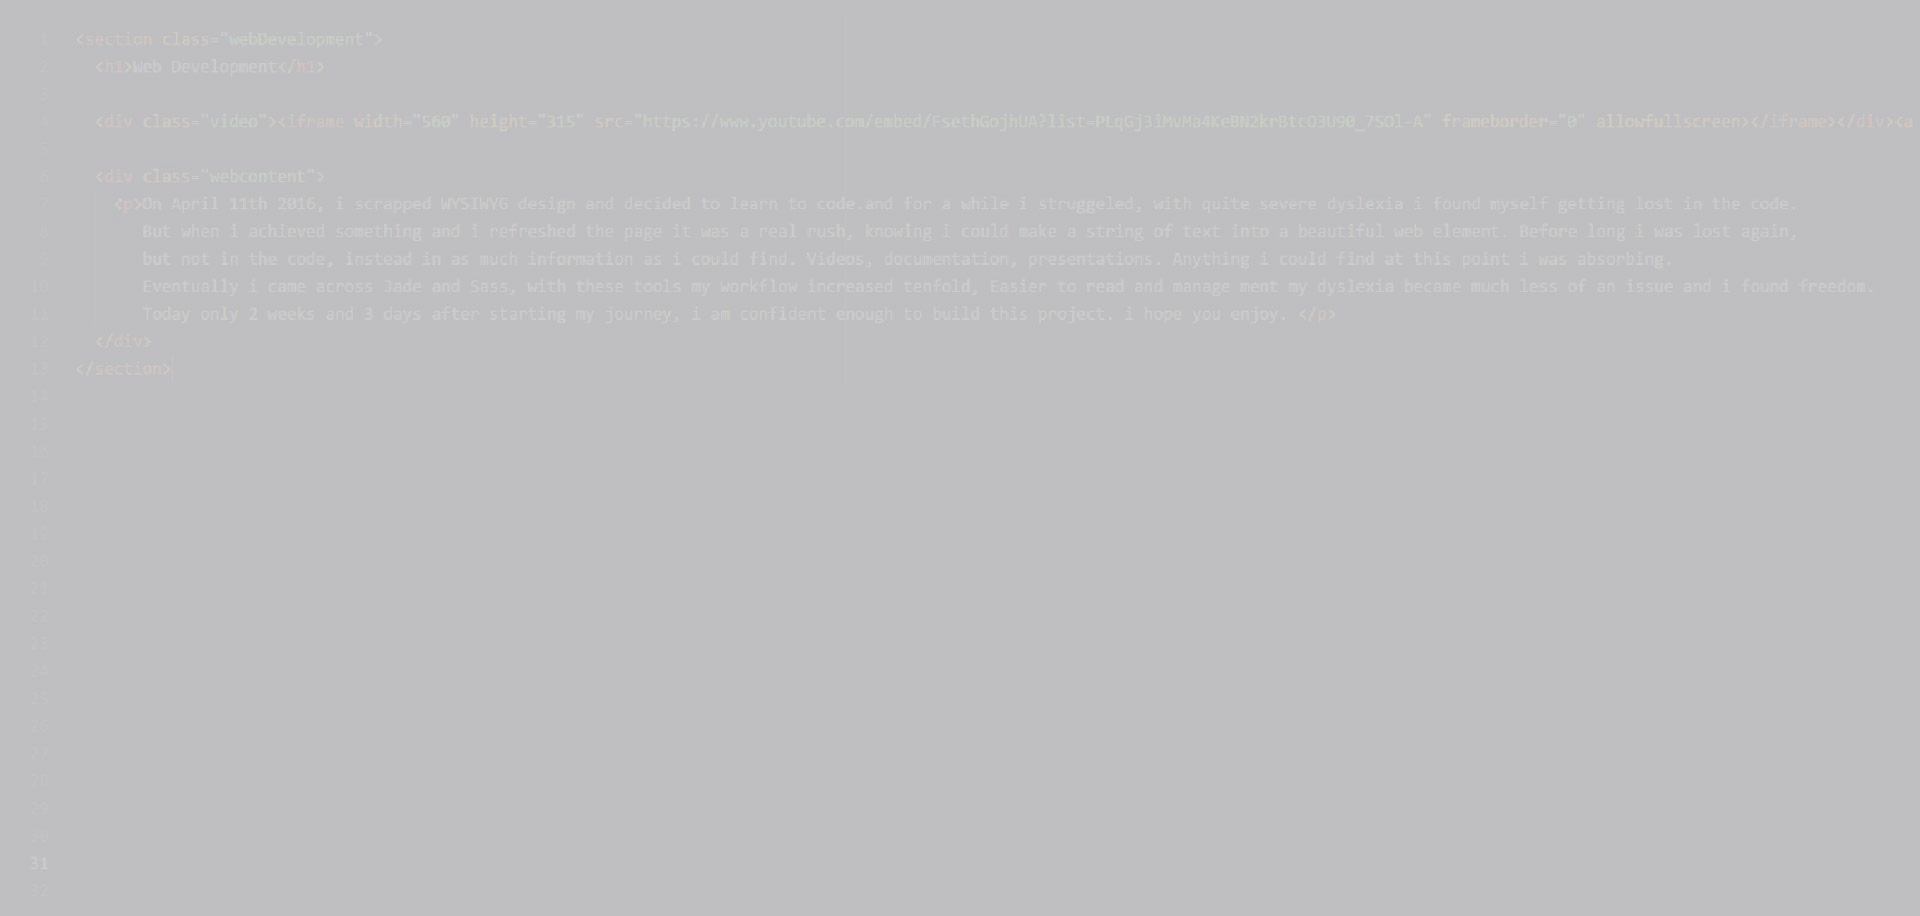 1 <section class="webDevelopment">
2 <h1>Web Development</h1>
3
4 <div class="video"><iframe width="560" height="315" src="https://www.youtube.com/embed/FsethGojhUA?list=PLqGj3iMvMa4KeBN2krBtcO3U90_7SOl-A" frameborder="0" allowfullscreen></iframe></div><a
5
6 <div class="webcontent">
7 <p>On April 11th 2016, i scrapped WYSIWYG design and decided to learn to code.and for a while i struggeled, with quite severe dyslexia i found myself getting lost in the code.
8 But when i achieved something and i refreshed the page it was a real rush, knowing i could make a string of text into a beautiful web element. Before long i was lost again,
9 but not in the code, instead in as much information as i could find. Videos, documentation, presentations. Anything i could find at this point i was absorbing.
10 Eventually i came across Jade and Sass, with these tools my workflow increased tenfold, Easier to read and manage ment my dyslexia became much less of an issue and i found freedom.
11 Today only 2 weeks and 3 days after starting my journey, i am confident enough to build this project. i hope you enjoy. </p>
12 </div>
13 </section>
14
15
16
17
18
19
20
21
22
23
24
25
26
27
28
29
30
31
32